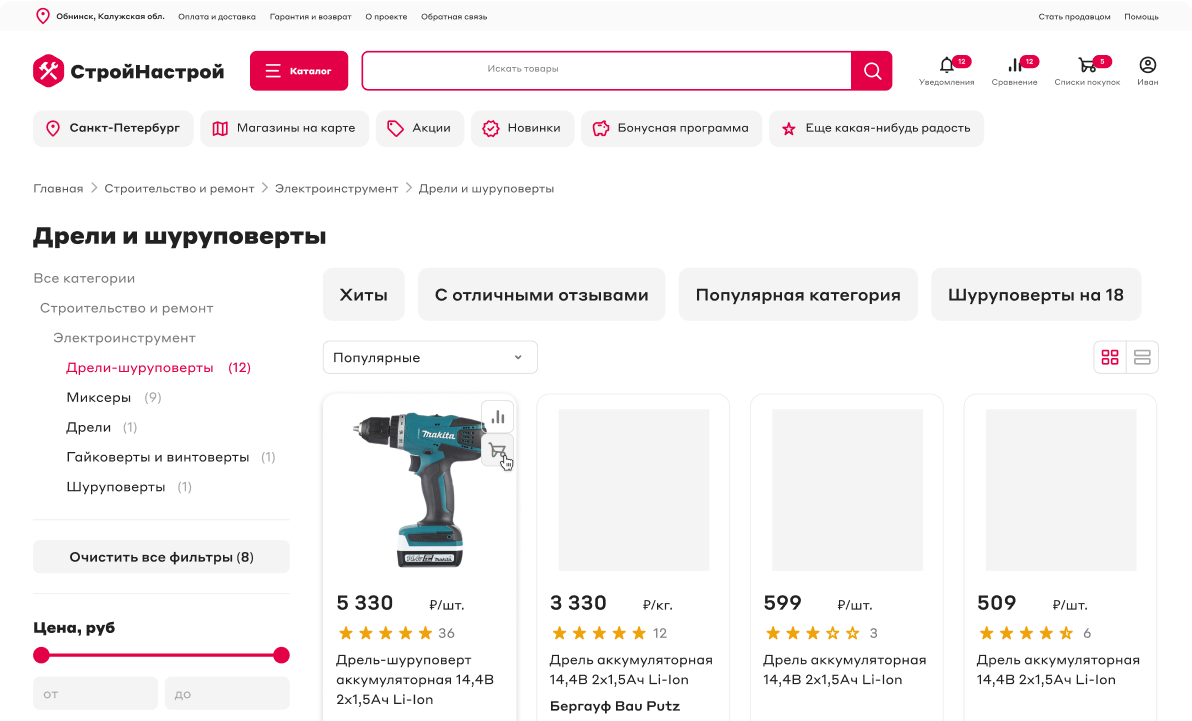 Обнинск, Калужская обл. Оплата и доставка Гарантия и возврат О проекте Обратная связь Стать продавцом Помощь
СтройНастрой Каталог Искать товары
12 12 5
Уведомления Сравнение Списки покупок Иван
Санкт-Петербург Магазины на карте Акции Новинки Бонусная программа Еще какая-нибудь радость
Главная Строительство и ремонт Электроинструмент Дрели и шуруповерты
Дрели и шуруповерты
Все категории
Строительство и ремонт
Электроинструмент
Дрели-шуруповерты (12)
Миксеры (9)
Дрели (1)
Гайковерты и винтоверты (1)
Шуруповерты (1)
Очистить все фильтры (8)
Цена, руб
от до
Хиты С отличными отзывами Популярная категория Шуруповерты на 18
Популярные
makita
5 330 ₽/шт.
36
Дрель-шуруповерт
аккумуляторная 14,4В
2х1,5Ач Li-Ion
3 330 ₽/кг.
12
Дрель аккумуляторная
14,4В 2х1,5Ач Li-Ion
Бергауф Bau Putz
599 ₽/шт.
3
Дрель аккумуляторная
14,4В 2х1,5Ач Li-Ion
509 ₽/шт.
6
Дрель аккумуляторная
14,4В 2х1,5Ач Li-Ion